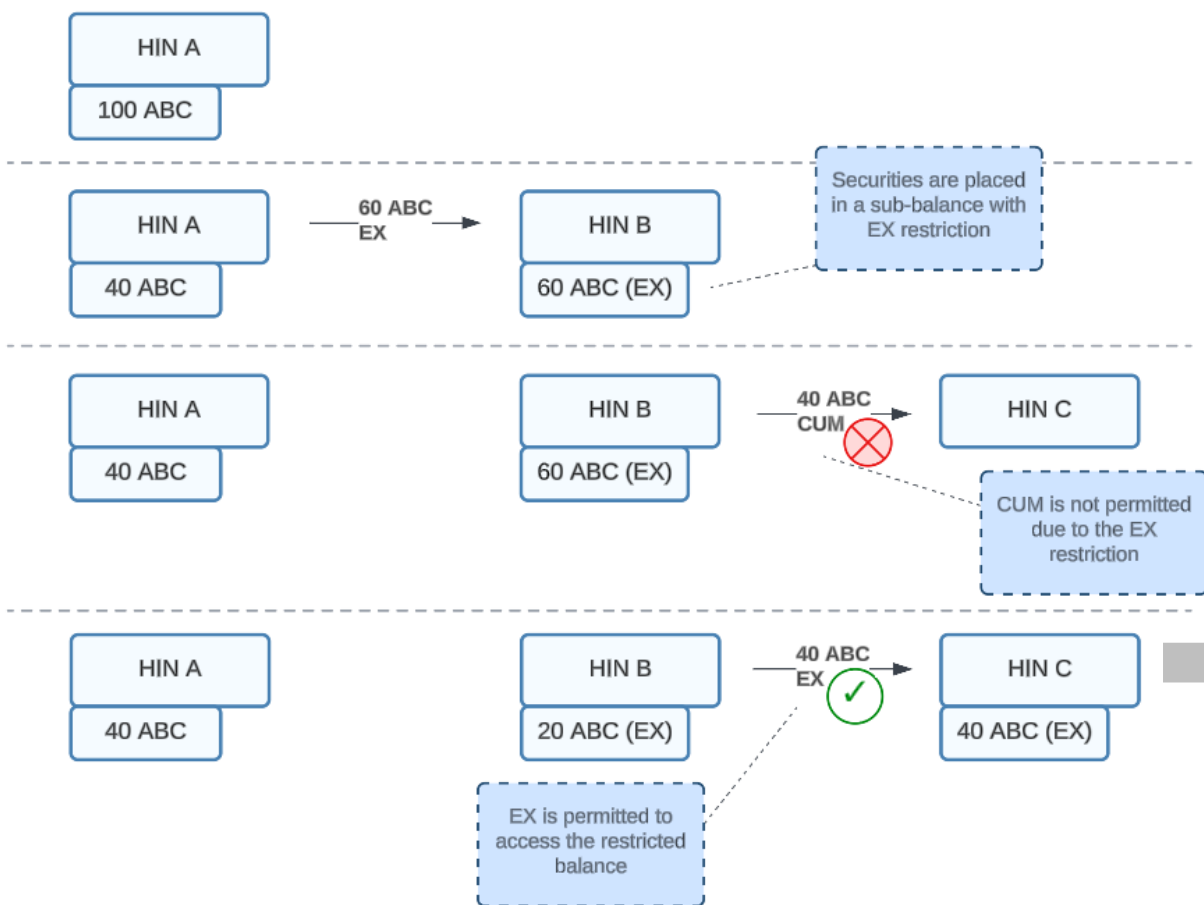 HIN A
100 ABC
HIN A
40 ABC
60 ABC
EX
HIN B
60 ABC (EX)
Securities are placed
in a sub-balance with
EX restriction
HIN A
40 ABC
HIN B
60 ABC (EX)
40 ABC
CUM
HIN C
CUM is not permitted
due to the EX
restriction
HIN A
40 ABC
HIN B
20 ABC (EX)
40 ABC
EX
HIN C
40 ABC (EX)
EX is permitted to
access the restricted
balance